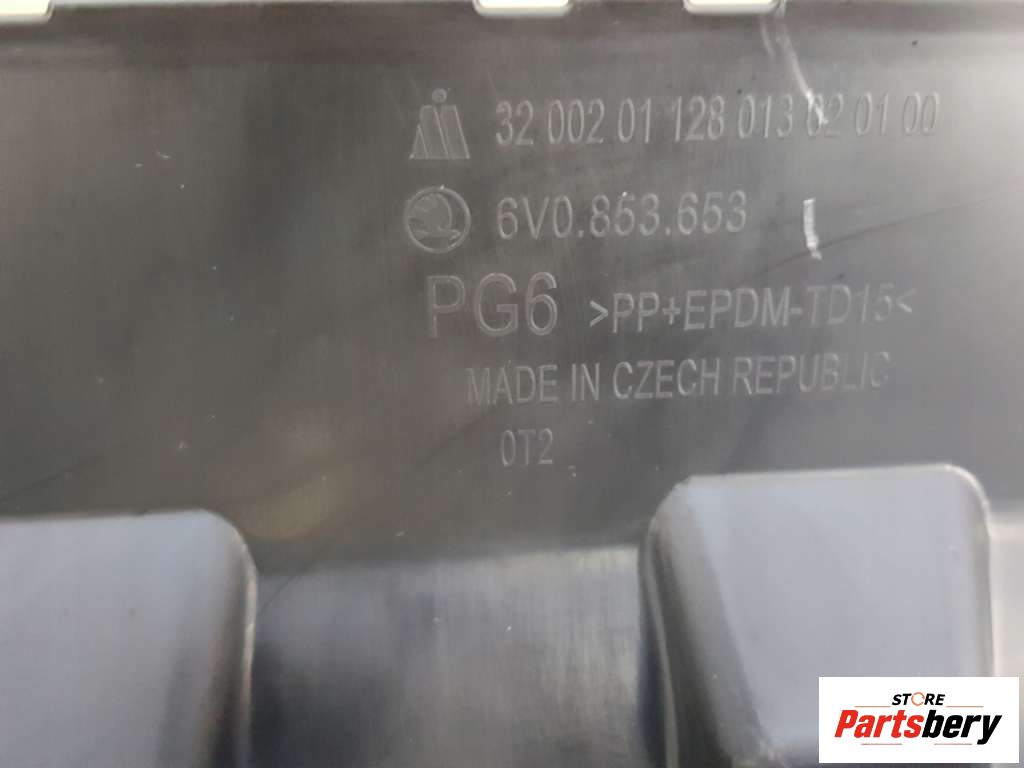 32 002 01 128 013 02 01 00
6V0.853.653
PG6 >PP+EPDM-TD15<
MADE IN CZECH REPUBLIC
0T2
STORE
Partsbery